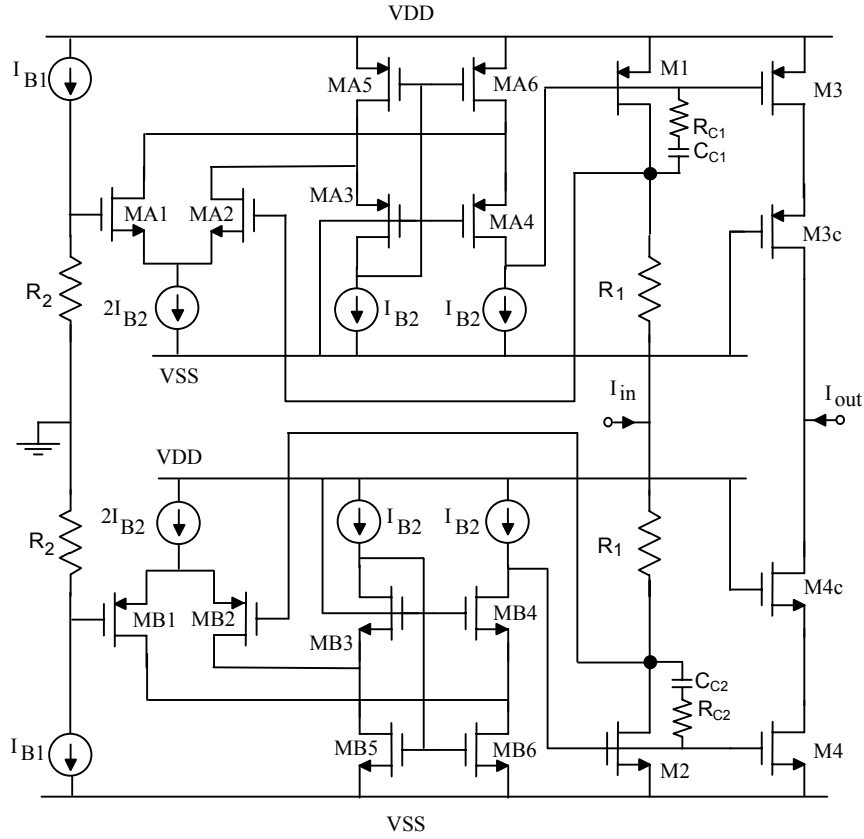 VDD
I B1
MA5
MA6
M1
M3
R C1
C C1
MA1
MA2
MA3
MA4
M3c
R2
2I B2
I B2
I B2
R1
VSS
I in
I out
VDD
2I B2
I B2
I B2
R2
R1
MB1
MB2
MB3
MB4
M4c
C C2
R C2
I B1
MB5
MB6
M2
M4
VSS